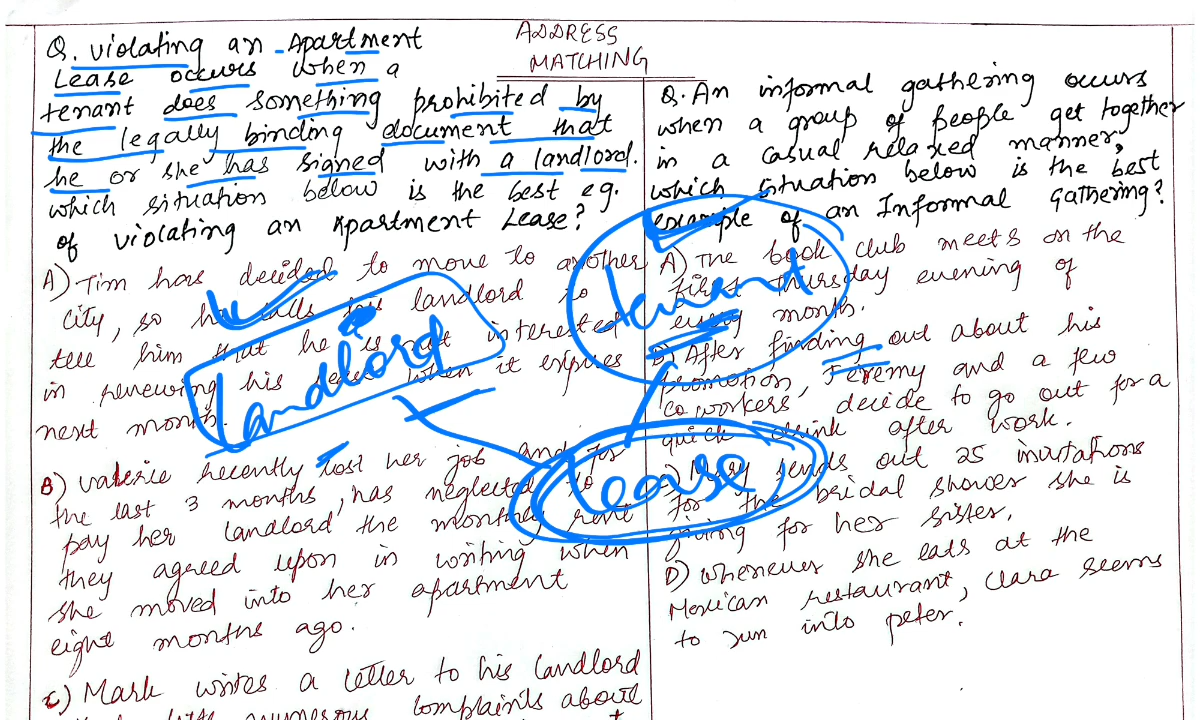 ADDRESS
MATCHING
Q. violating an Apartment
Lease occurs when a
tenant does something prohibited by
the legally binding document that
he or she has signed with a landlord.
which situation below is the best eg.
of violating an Apartment Lease?
A) Tim has decided to move to another
city, so he calls his landlord to
tell him that he is not interested
in renewing his lease when it expires
next month.
B) valerie recently lost her job and for
the last 3 months, has neglected to
pay her landlord the monthly rent
they agreed upon in writing when
she moved into her apartment
eight months ago.
C) Mark writes a letter to his landlord
numerous complaints about
Q. An informal gathering occurs
when a group of people get together
in a casual relaxed manner,
which situation below is the best
example of an Informal Gathering?
A) The book club meets on the
first Thursday evening of
every month.
B) After finding out about his
promotion, Jeremy and a few
co workers decide to go out for a
quick drink after work.
C) Mary sends out 25 invitations
for the bridal shower she is
giving for her sister.
D) whenever she eats at the
Mexican restaurant, Clara seems
to run into peter.
Landlord
tenant
lease